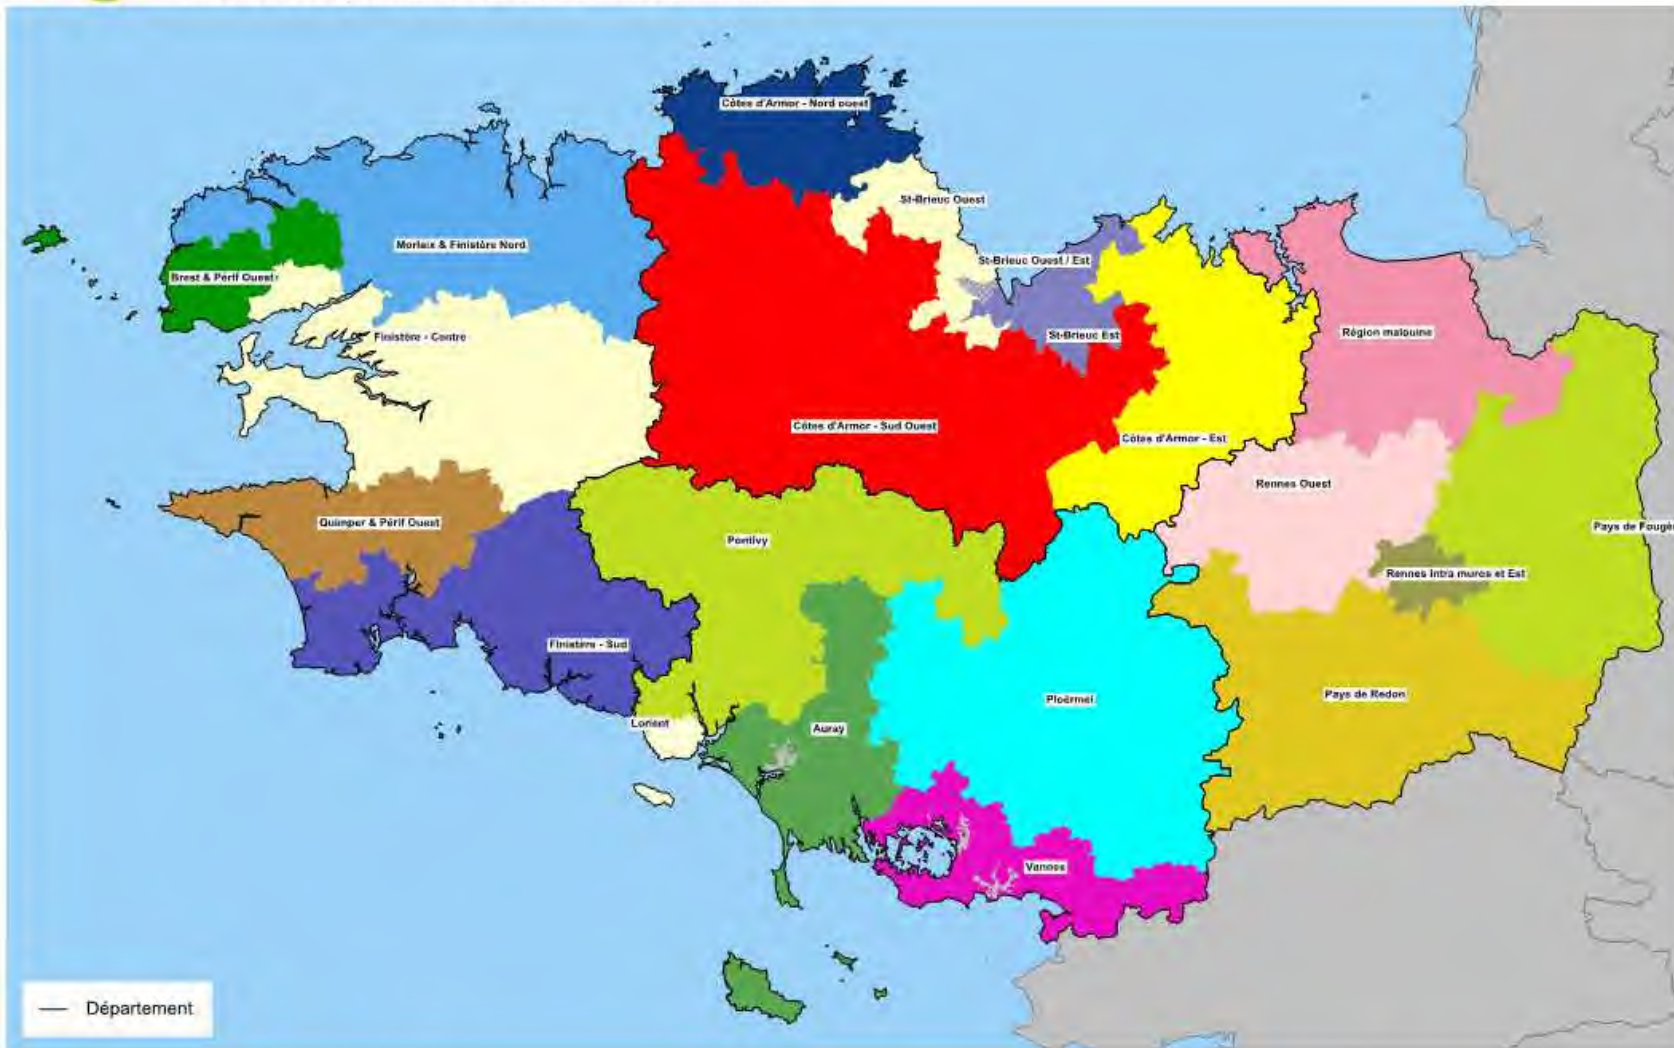 Côtes d'Armor - Nord ouest
St-Brieuc Ouest
Morlaix & Finistère Nord
St-Brieuc Ouest / Est
Brest & Périf Ouest
Finistère - Centre
St-Brieuc Est
Région malouine
Côtes d'Armor - Sud Ouest
Côtes d'Armor - Est
Rennes Ouest
Quimper & Périf Ouest
Pays de Fougè
Pontivy
Rennes intra muros et Est
Finistère - Sud
Pays de Redon
Ploërmel
Lorient
Auray
Vannes
Département